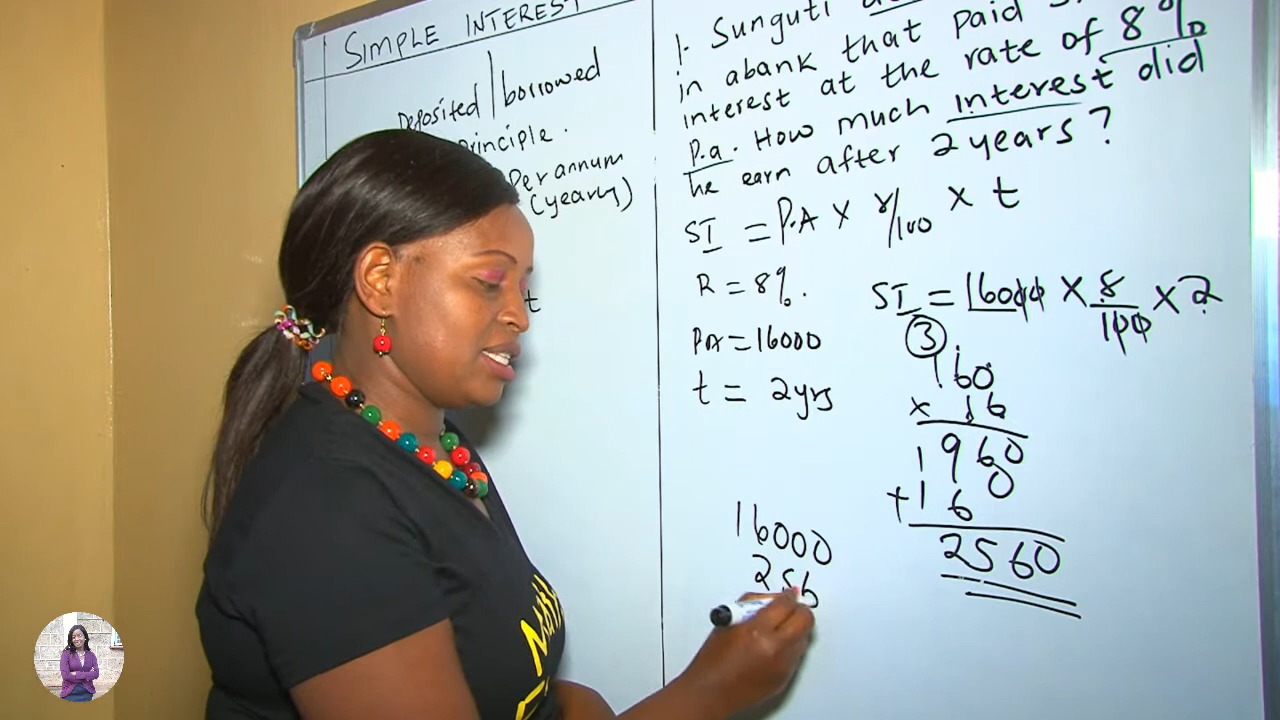 SIMPLE INTEREST
Deposited/borrowed
principle.
Per annum
(yearly)
t
1. Sunguti
in abank that paid
interest at the rate of 8%
P.a. How much interest did
he earn after 2 years?
SI = P.A X r/100 X t
R = 8%.
PA = 16000
t = 2yrs
SI = 16000 X 8/100 X 2
3
160
x 16
1960
+160
2560
16000
256